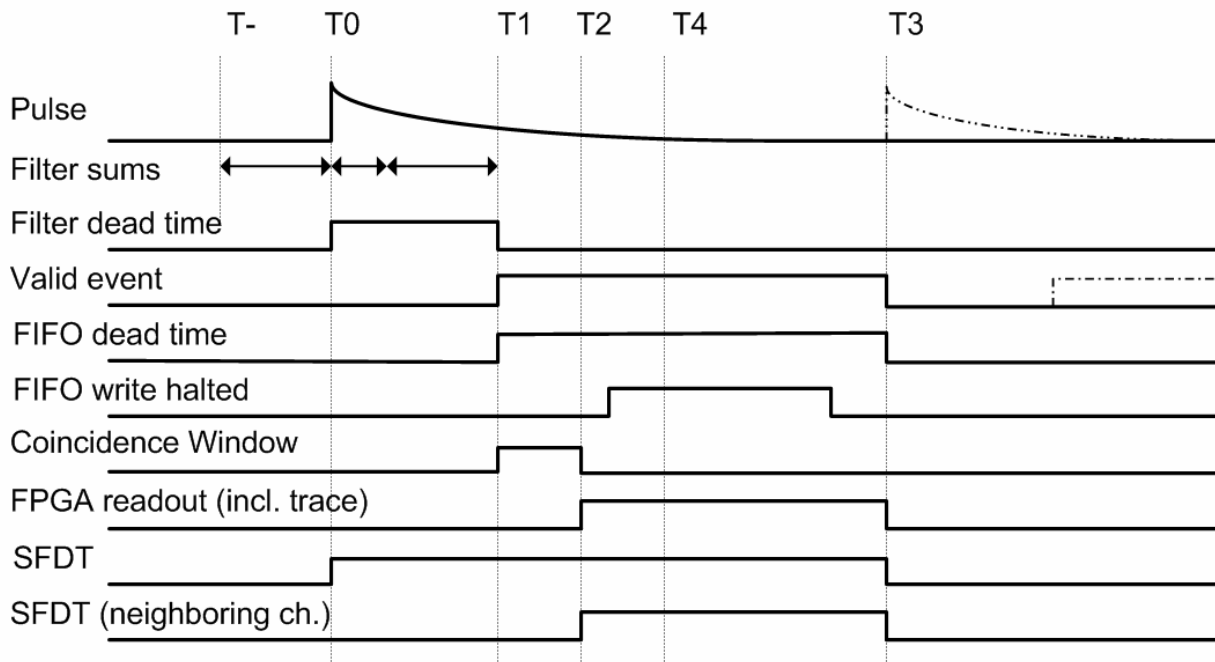 T- T0 T1 T2 T4 T3
Pulse
Filter sums
Filter dead time
Valid event
FIFO dead time
FIFO write halted
Coincidence Window
FPGA readout (incl. trace)
SFDT
SFDT (neighboring ch.)